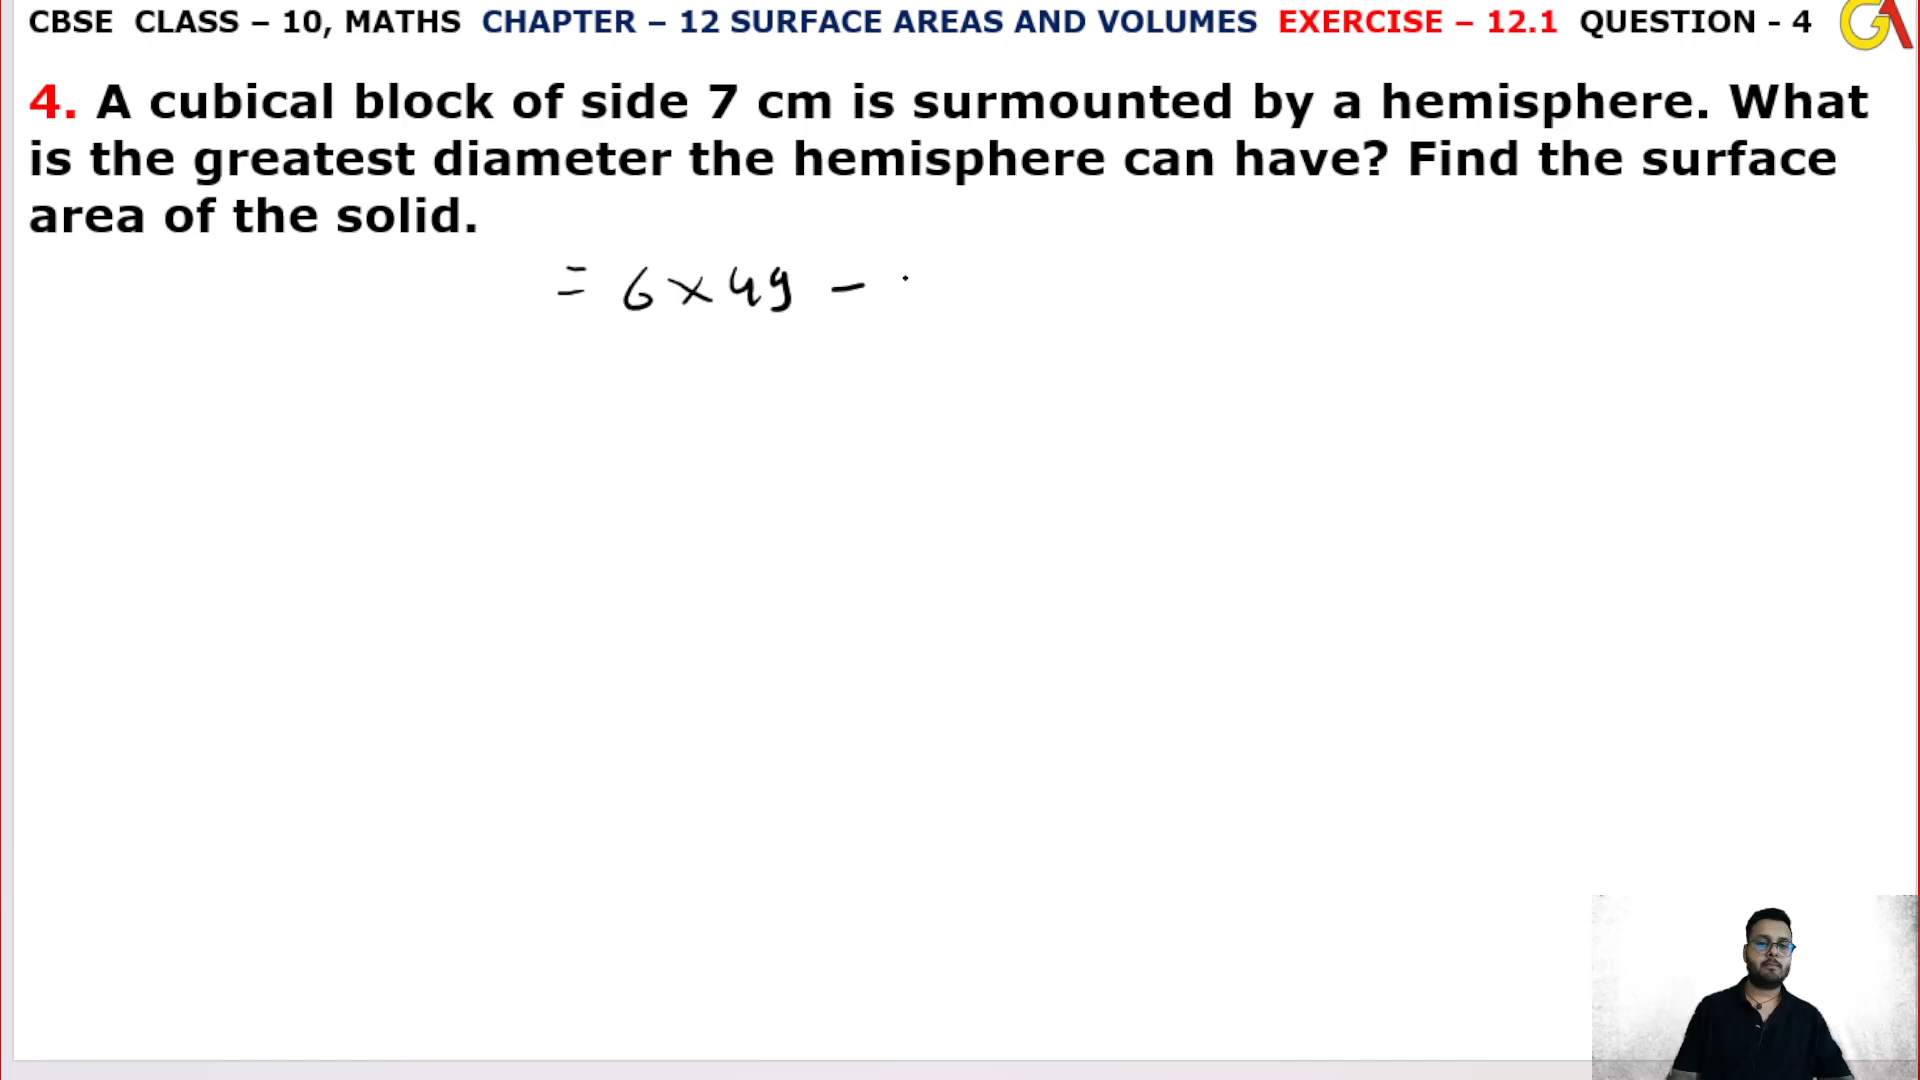 CBSE CLASS – 10, MATHS CHAPTER – 12 SURFACE AREAS AND VOLUMES EXERCISE – 12.1 QUESTION - 4
4. A cubical block of side 7 cm is surmounted by a hemisphere. What
is the greatest diameter the hemisphere can have? Find the surface
area of the solid.
= 6 × 49 –